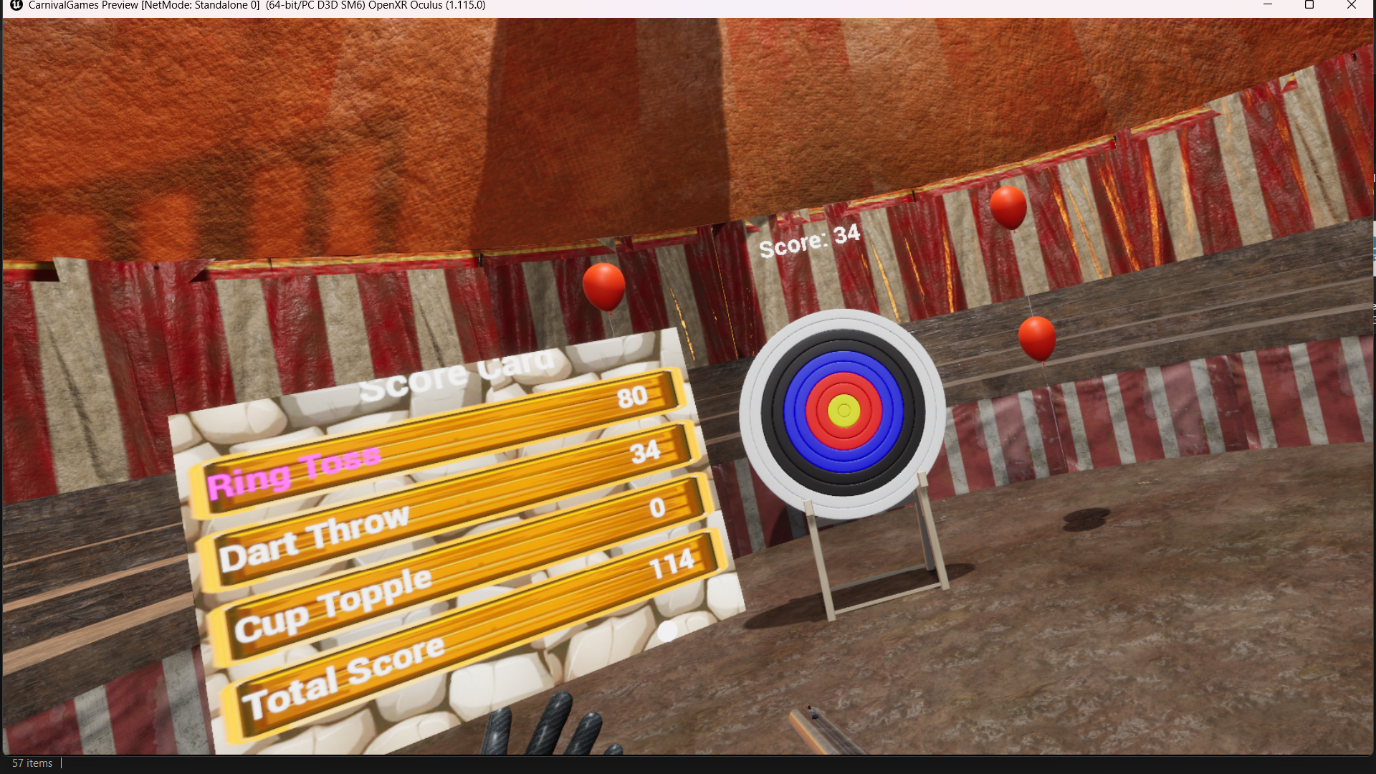 CarnivalGames Preview [NetMode: Standalone 0] (64-bit/PC D3D SM6) OpenXR Oculus (1.115.0)
Score: 34
Score Card
Ring Toss 80
Dart Throw 34
Cup Topple 0
Total Score 114
57 items